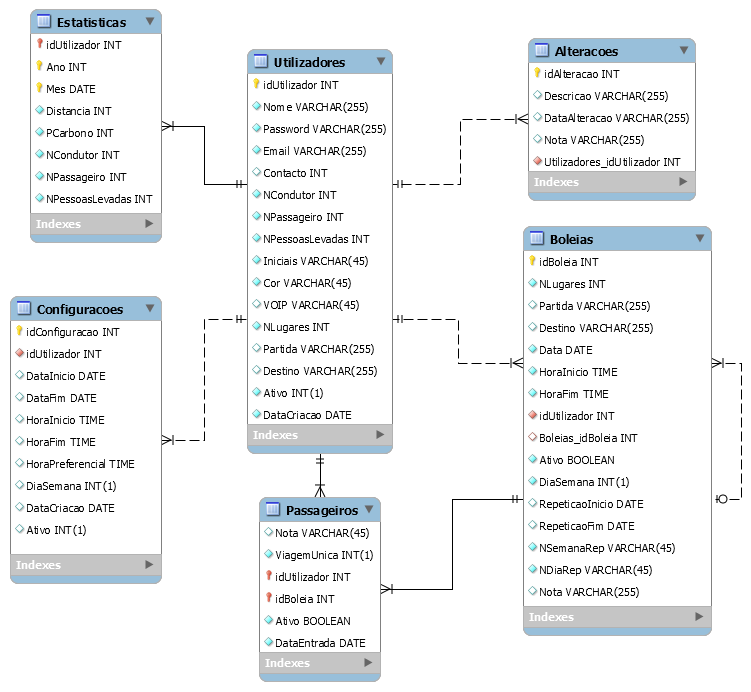 Estatisticas
idUtilizador INT
Ano INT
Mes DATE
Distancia INT
PCarbono INT
NCondutor INT
NPassageiro INT
NPessoasLevadas INT
Indexes
Utilizadores
idUtilizador INT
Nome VARCHAR(255)
Password VARCHAR(255)
Email VARCHAR(255)
Contacto INT
NCondutor INT
NPassageiro INT
NPessoasLevadas INT
Iniciais VARCHAR(45)
Cor VARCHAR(45)
VOIP VARCHAR(45)
NLugares INT
Partida VARCHAR(255)
Destino VARCHAR(255)
Ativo INT(1)
DataCriacao DATE
Indexes
Alteracoes
idAlteracao INT
Descricao VARCHAR(255)
DataAlteracao VARCHAR(255)
Nota VARCHAR(255)
Utilizadores_idUtilizador INT
Indexes
Configuracoes
idConfiguracao INT
idUtilizador INT
DataInicio DATE
DataFim DATE
HoraInicio TIME
HoraFim TIME
HoraPreferencial TIME
DiaSemana INT(1)
DataCriacao DATE
Ativo INT(1)
Indexes
Boleias
idBoleia INT
NLugares INT
Partida VARCHAR(255)
Destino VARCHAR(255)
Data DATE
HoraInicio TIME
HoraFim TIME
idUtilizador INT
Boleias_idBoleia INT
Ativo BOOLEAN
DiaSemana INT(1)
RepeticaoInicio DATE
RepeticaoFim DATE
NSemanaRep VARCHAR(45)
NDiaRep VARCHAR(45)
Nota VARCHAR(255)
Indexes
Passageiros
Nota VARCHAR(45)
ViagemUnica INT(1)
idUtilizador INT
idBoleia INT
Ativo BOOLEAN
DataEntrada DATE
Indexes